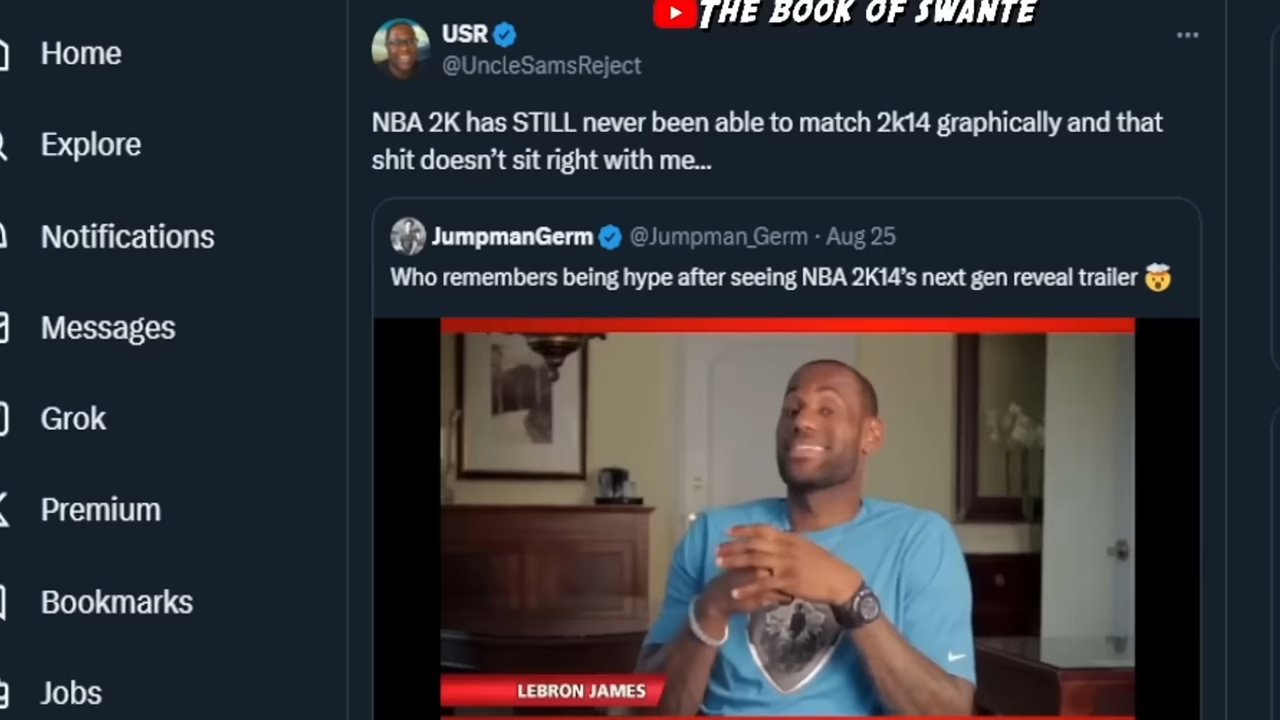 THE BOOK OF SWANTE
Home
Explore
Notifications
Messages
Grok
Premium
Bookmarks
Jobs
USR
@UncleSamsReject
NBA 2K has STILL never been able to match 2k14 graphically and that
shit doesn’t sit right with me...
JumpmanGerm @Jumpman_Germ · Aug 25
Who remembers being hype after seeing NBA 2K14’s next gen reveal trailer 🤯
LEBRON JAMES